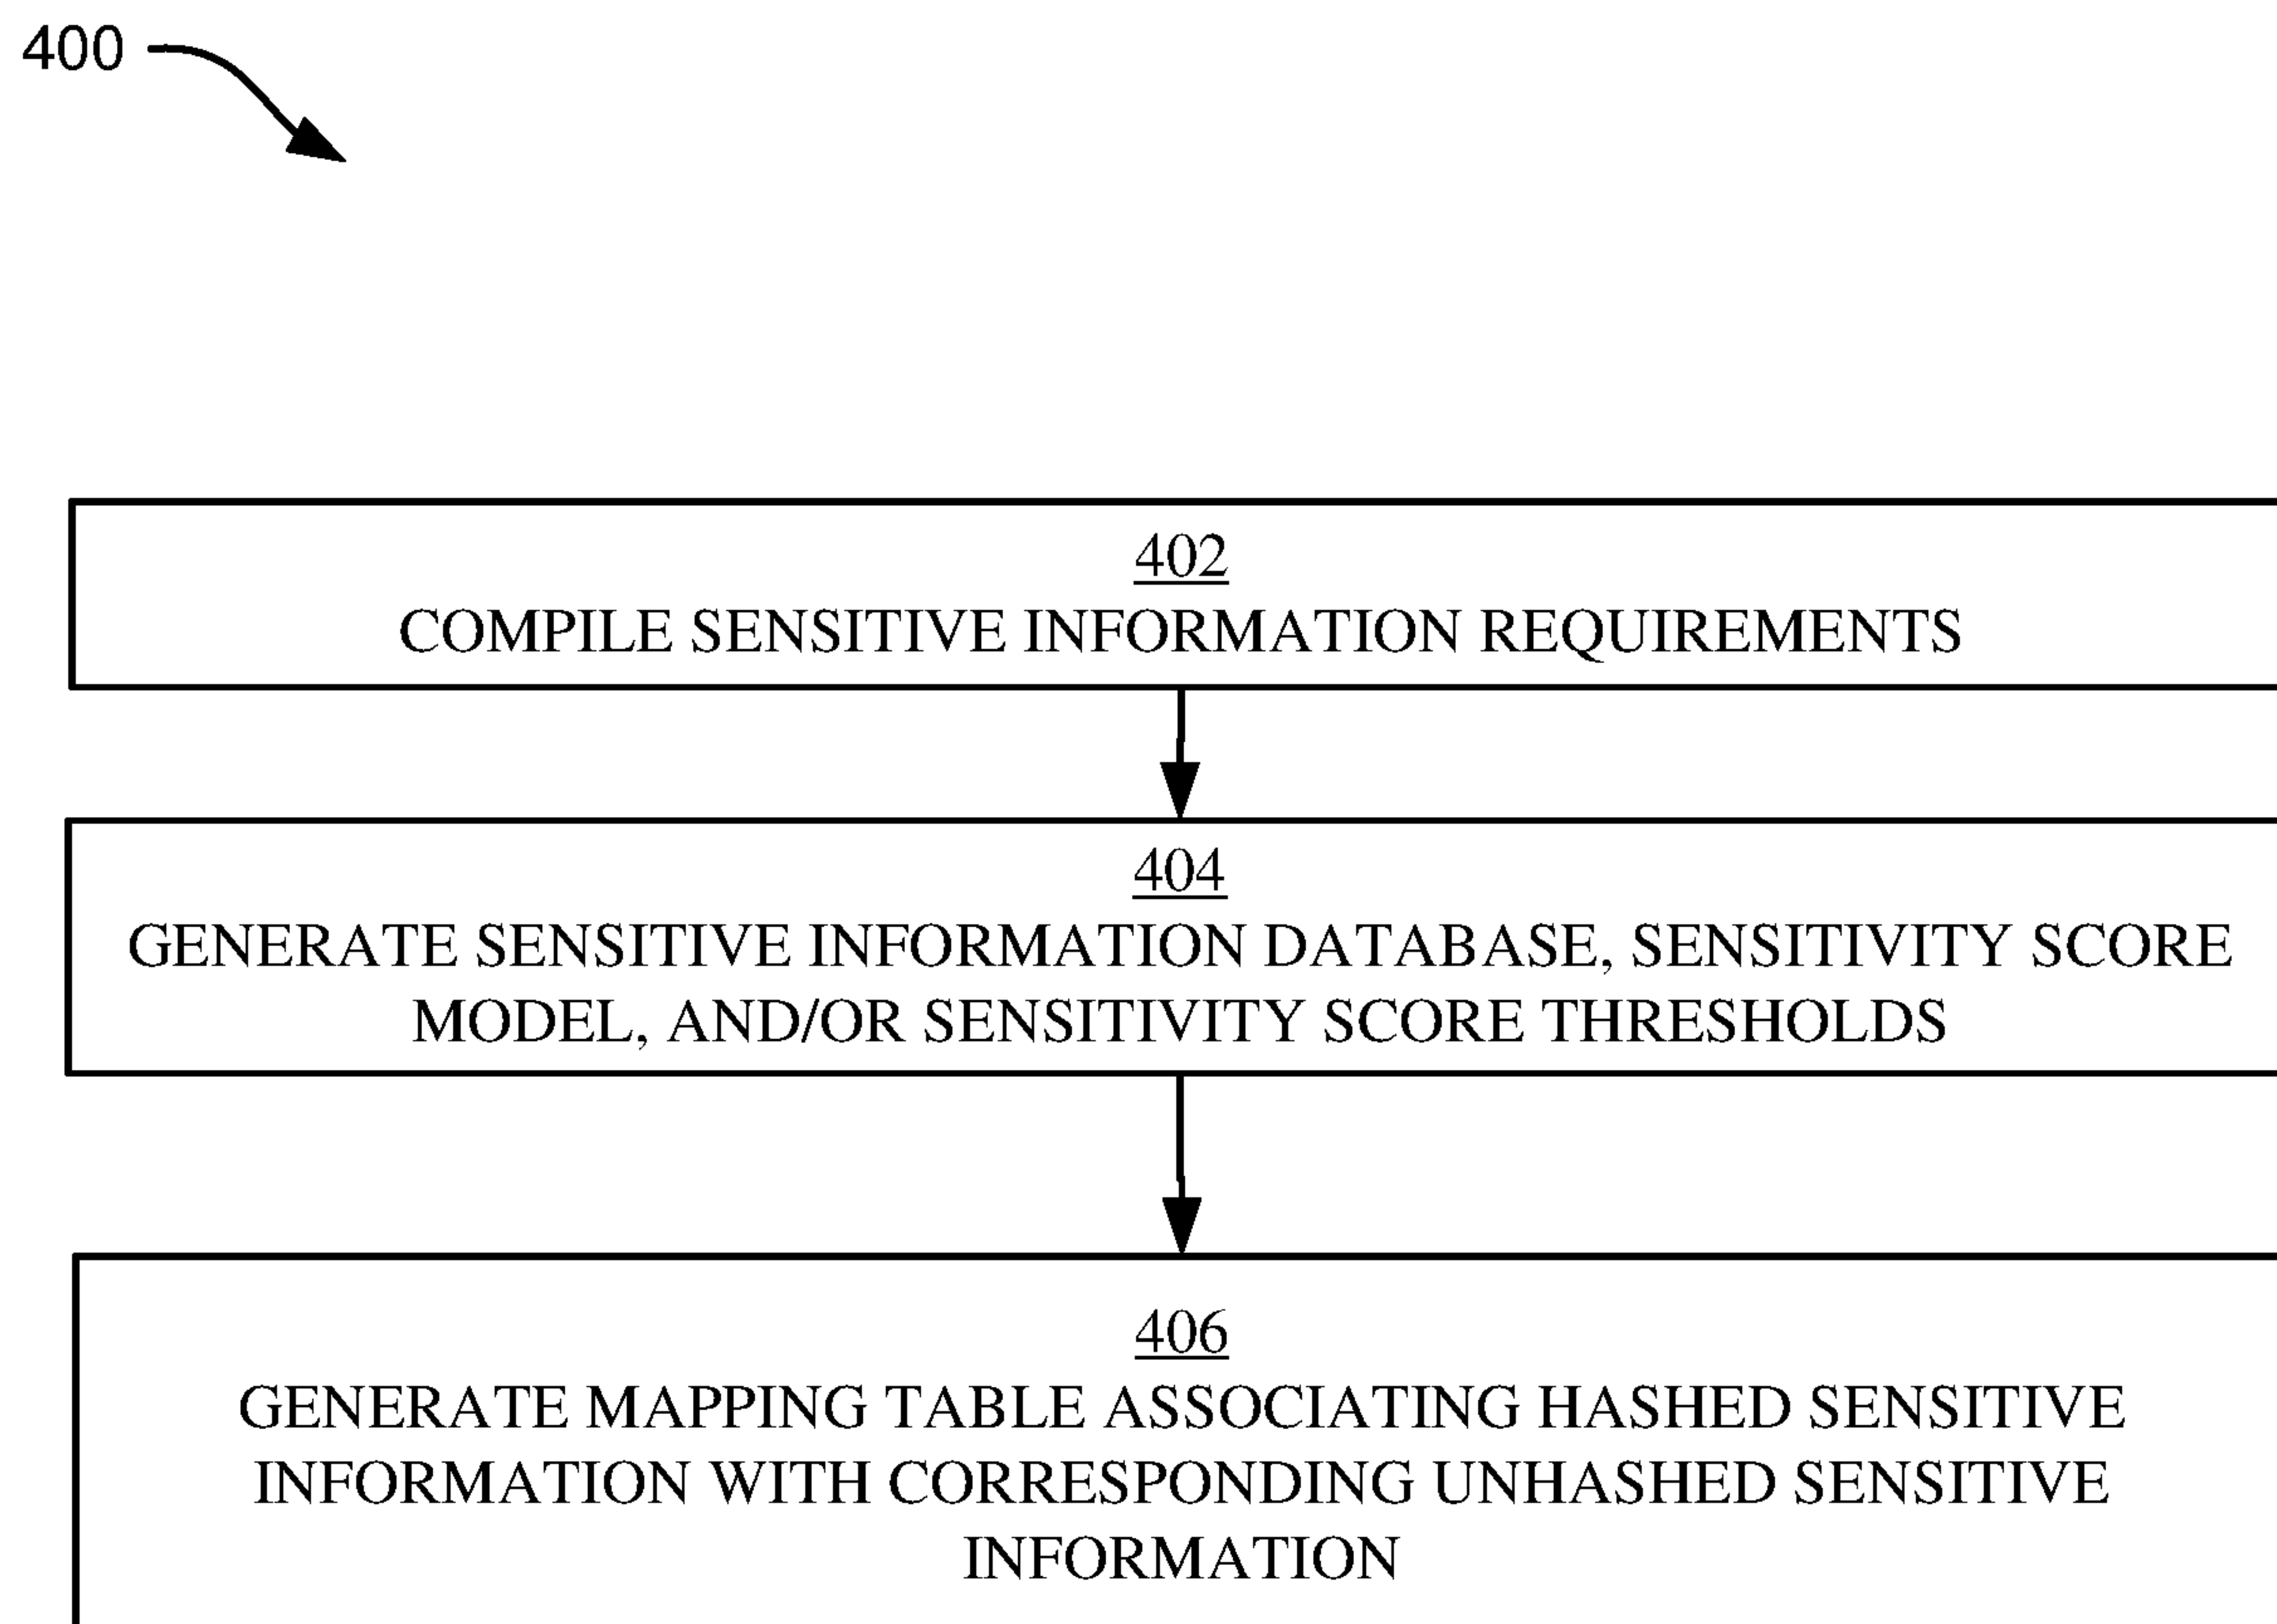 400
402
COMPILE SENSITIVE INFORMATION REQUIREMENTS
404
GENERATE SENSITIVE INFORMATION DATABASE, SENSITIVITY SCORE
MODEL, AND/OR SENSITIVITY SCORE THRESHOLDS
406
GENERATE MAPPING TABLE ASSOCIATING HASHED SENSITIVE
INFORMATION WITH CORRESPONDING UNHASHED SENSITIVE
INFORMATION